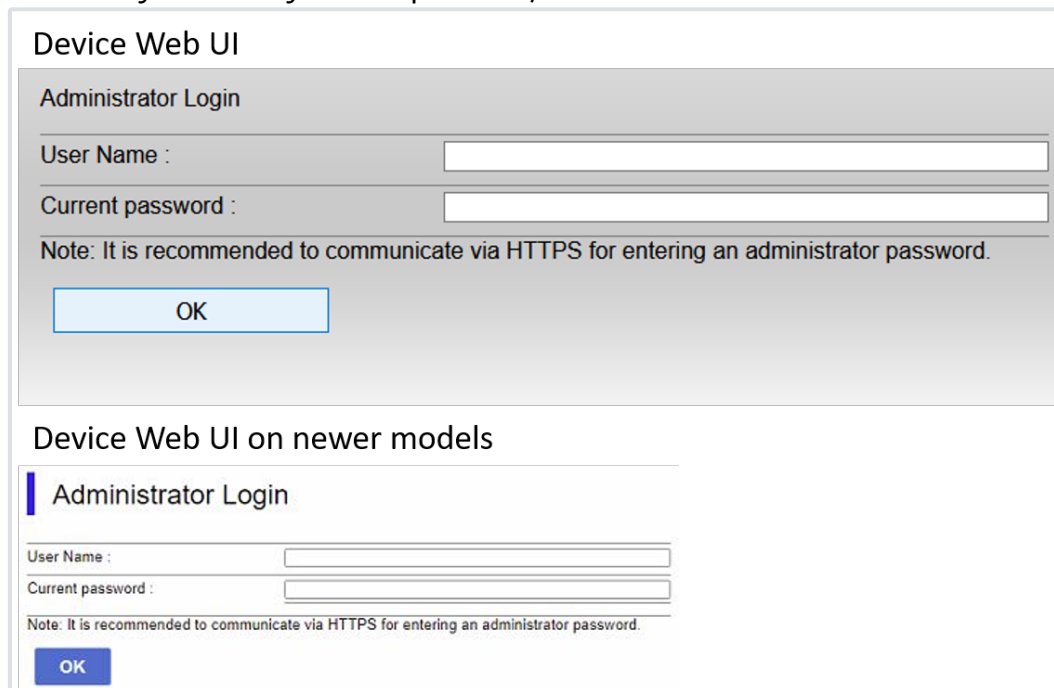 Device Web UI
Administrator Login
User Name :
Current password :
Note: It is recommended to communicate via HTTPS for entering an administrator password.
OK
Device Web UI on newer models
Administrator Login
User Name :
Current password :
Note: It is recommended to communicate via HTTPS for entering an administrator password.
OK